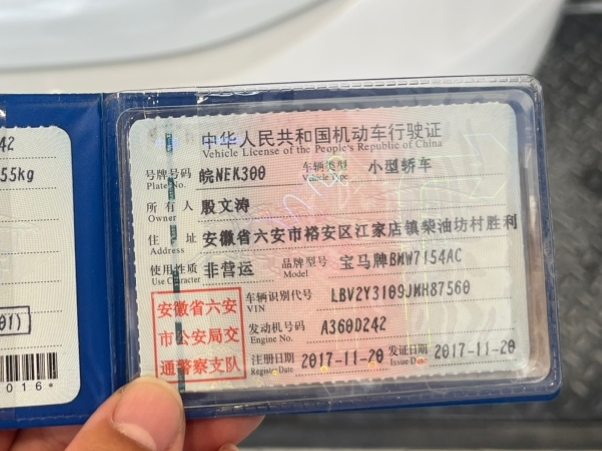 42
55kg
01)
016*
中华人民共和国机动车行驶证
Vehicle License of the People's Republic of China
号牌号码 皖NEK300 车辆类型 小型轿车
Plate No. Vehicle Type
所有人 殷文涛
Owner
住址 安徽省六安市裕安区江家店镇柴油坊村胜利
Address
使用性质 非营运 品牌型号 宝马牌BMW7154AC
Use Character Model
安徽省六安
市公安局交
通警察支队
车辆识别代号 LBV2Y3109JMH87560
VIN
发动机号码 A3600242
Engine No.
注册日期 2017-11-20 发证日期 2017-11-20
Register Date Issue Date